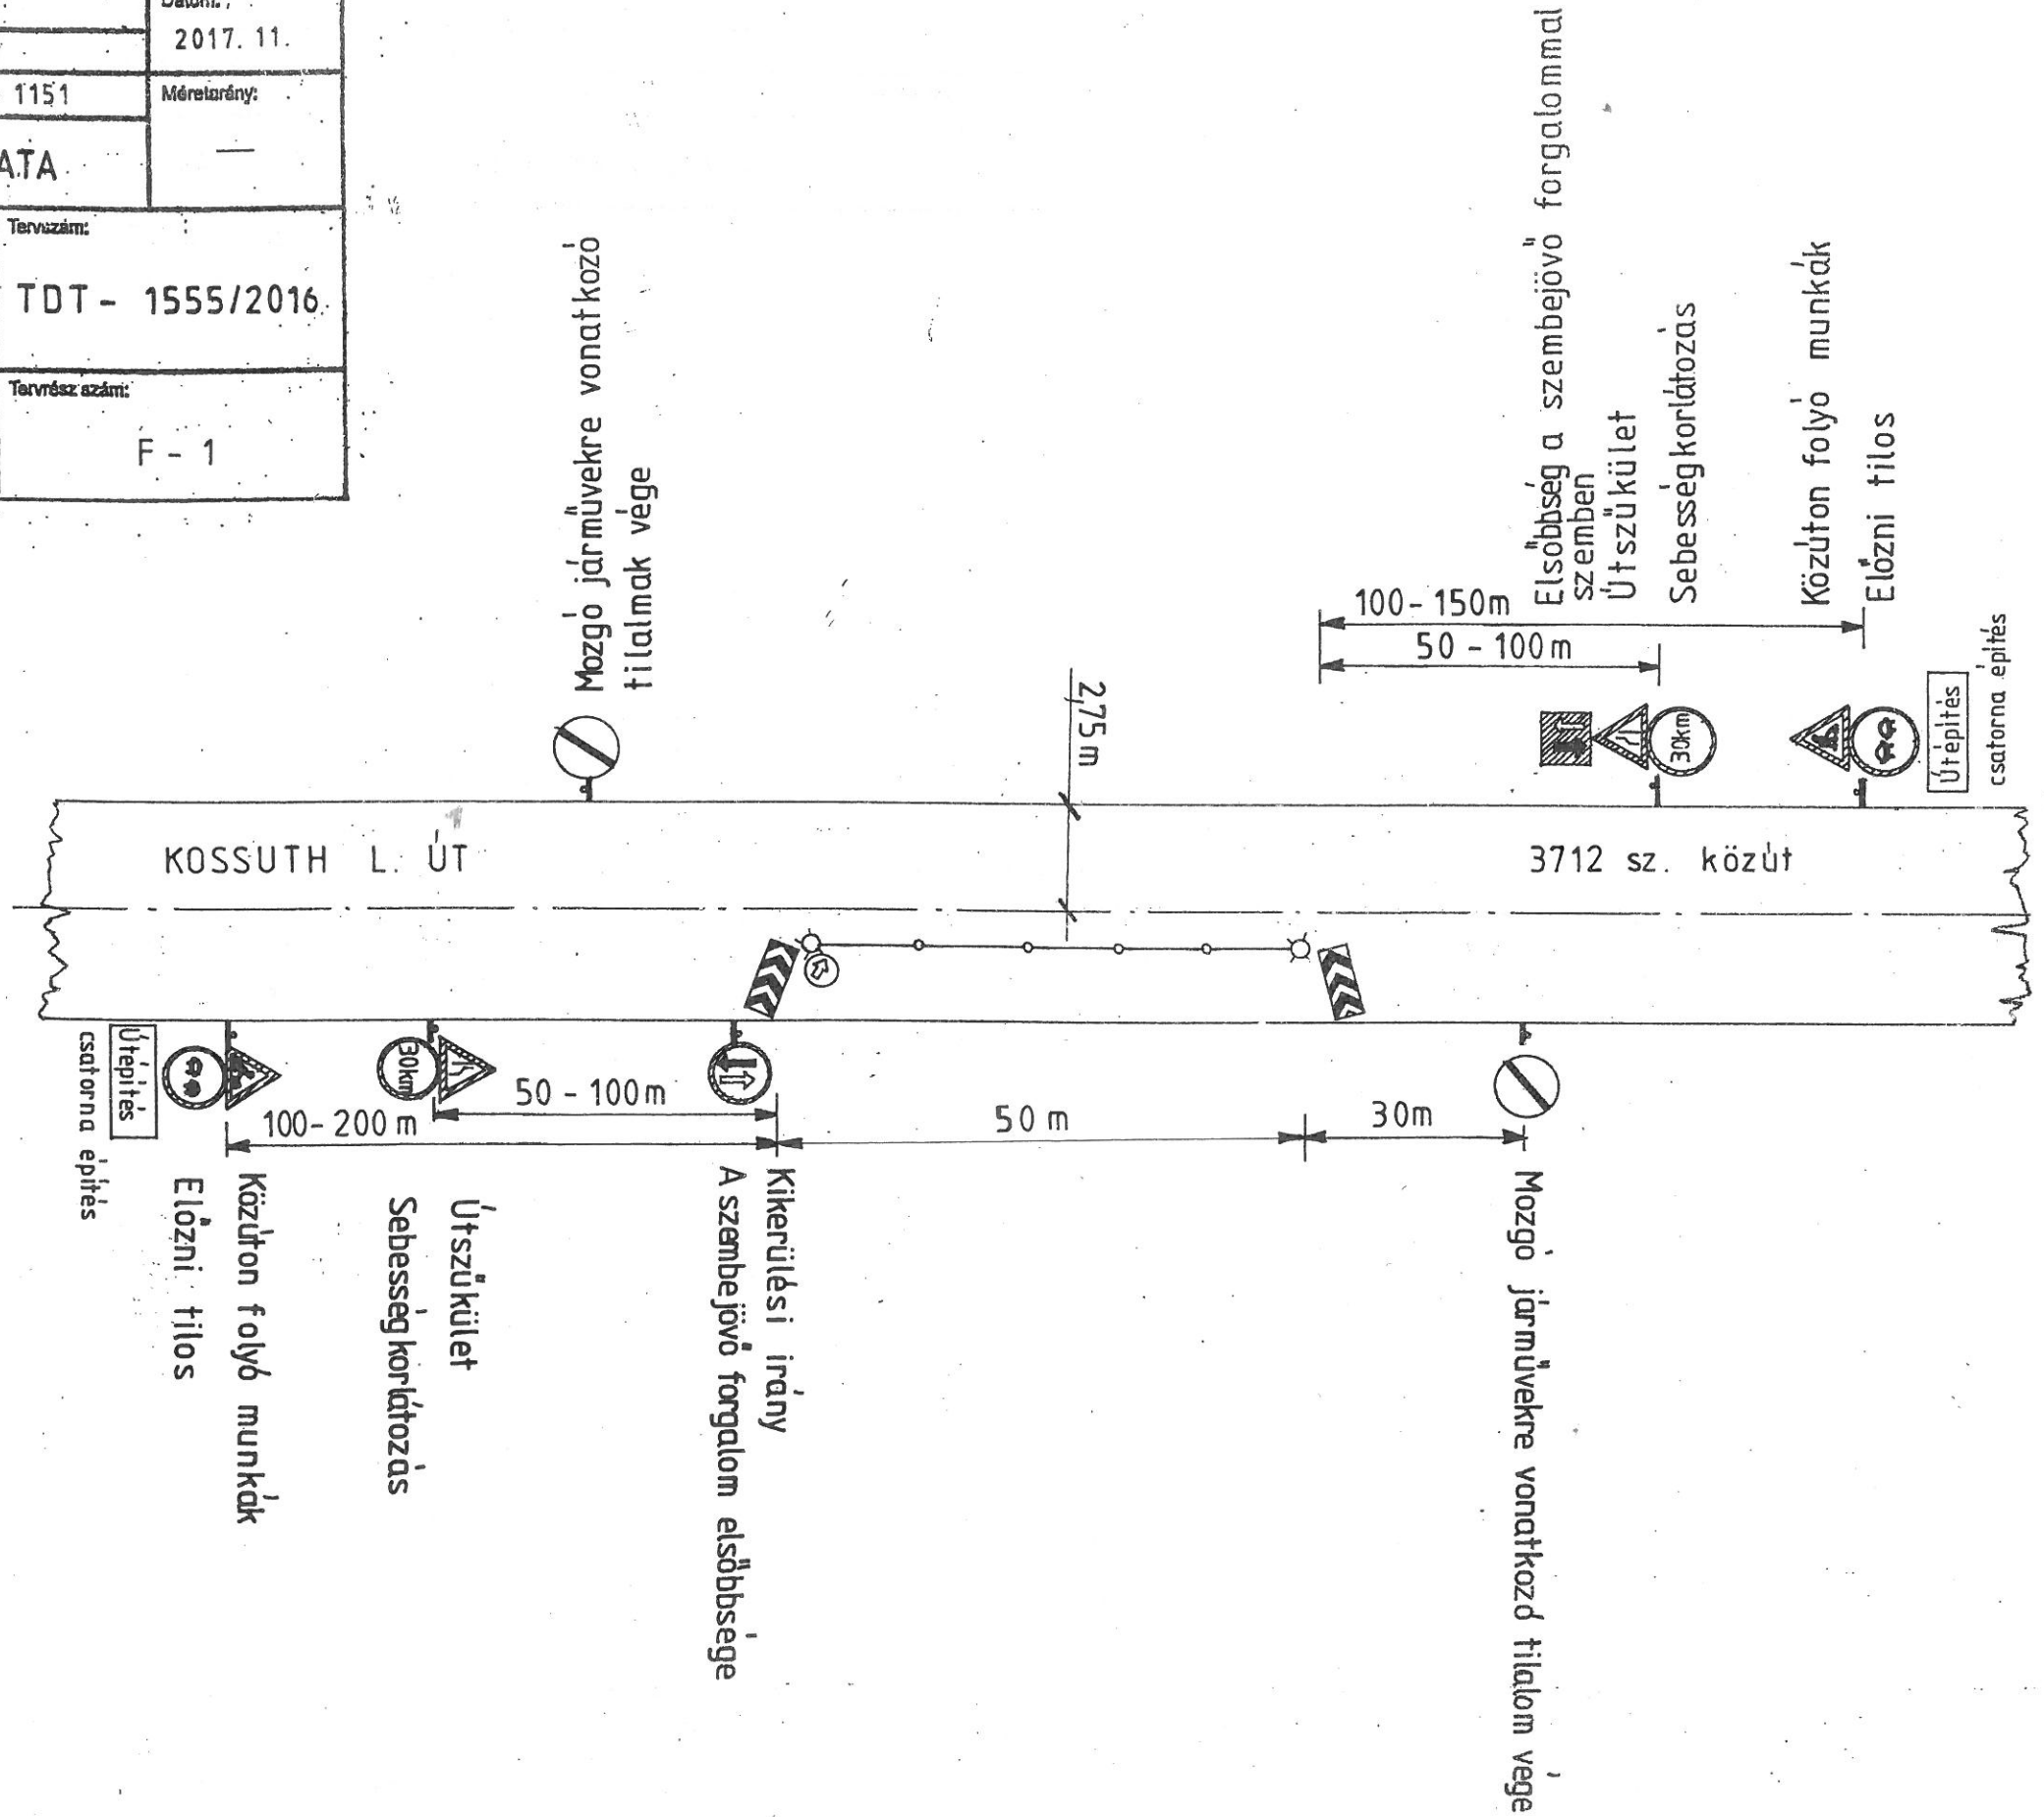 Dátum:
2017. 11.
1151
Méretarány:
—
ATA
Tervszám:
TDT - 1555/2016.
Tervrész szám:
F - 1
Mozgó járművekre vonatkozó
tilalmak vége
Elsőbbség a szembejövő forgalommal
szemben
Útszűkület
Sebességkorlátozás
Közúton folyó munkák
Előzni tilos
100-150m
50 - 100m
2,75m
30km
Útépítés
csatorna építés
KOSSUTH L. ÚT
3712 sz. közút
csatorna építés
Útépítés
30km
50 - 100m
100-200 m
50 m
30m
Előzni tilos
Közúton folyó munkák
Sebességkorlátozás
Útszűkület
A szembejövő forgalom elsőbbsége
Kikerülési irány
Mozgó járművekre vonatkozó tilalom vége